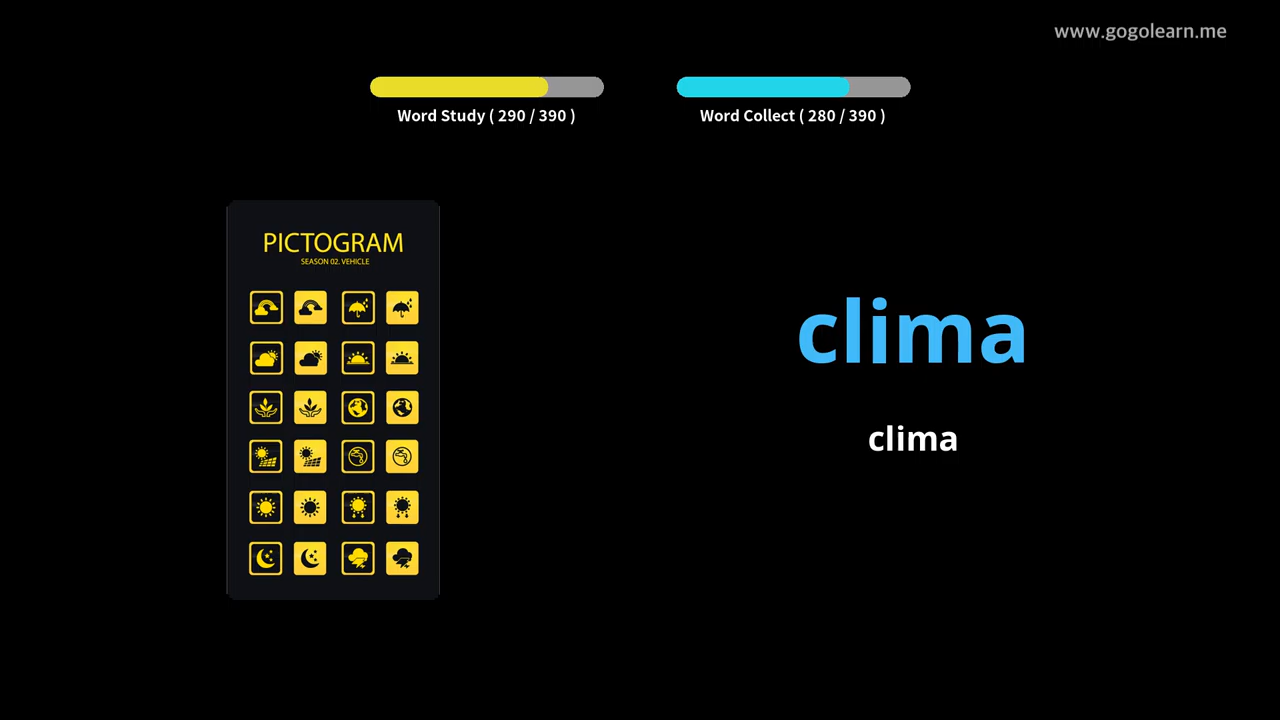 www.gogolearn.me
Word Study ( 290 / 390 )
Word Collect ( 280 / 390 )
PICTOGRAM
SEASON 02. VEHICLE
clima
clima